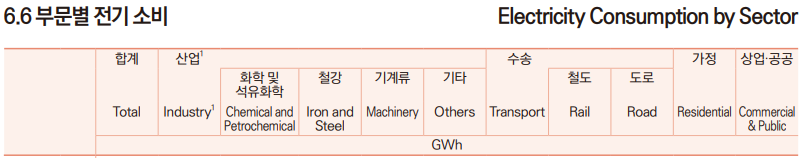 6.6 부문별 전기 소비 Electricity Consumption by Sector
합계 산업¹ 수송 가정 상업·공공
화학 및 석유화학 철강 기계류 기타 철도 도로
Total Industry¹ Chemical and Petrochemical Iron and Steel Machinery Others Transport Rail Road Residential Commercial & Public
GWh